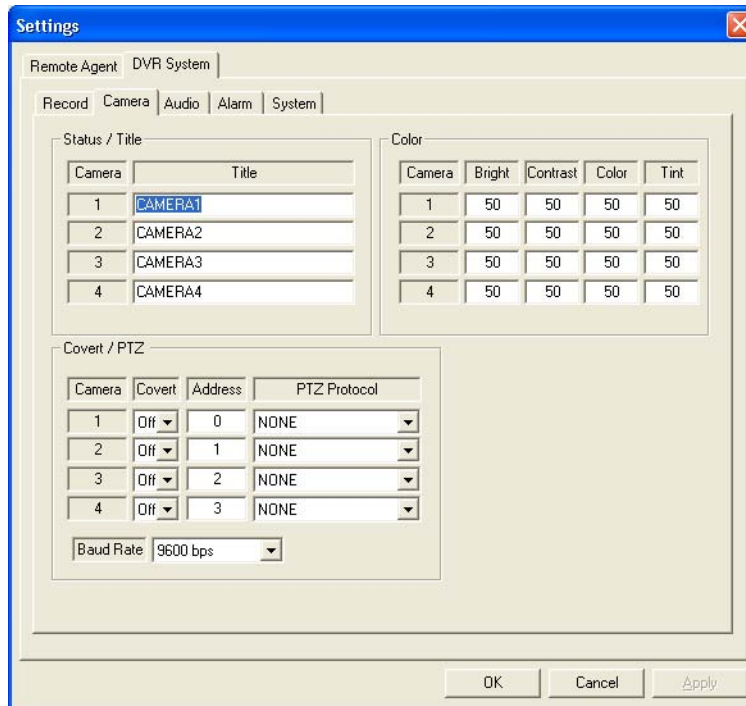 Settings
Remote Agent DVR System
Record Camera Audio Alarm System
Status / Title
Camera Title
1 CAMERA1
2 CAMERA2
3 CAMERA3
4 CAMERA4
Color
Camera Bright Contrast Color Tint
1 50 50 50 50
2 50 50 50 50
3 50 50 50 50
4 50 50 50 50
Covert / PTZ
Camera Covert Address PTZ Protocol
1 Off 0 NONE
2 Off 1 NONE
3 Off 2 NONE
4 Off 3 NONE
Baud Rate 9600 bps
OK Cancel Apply